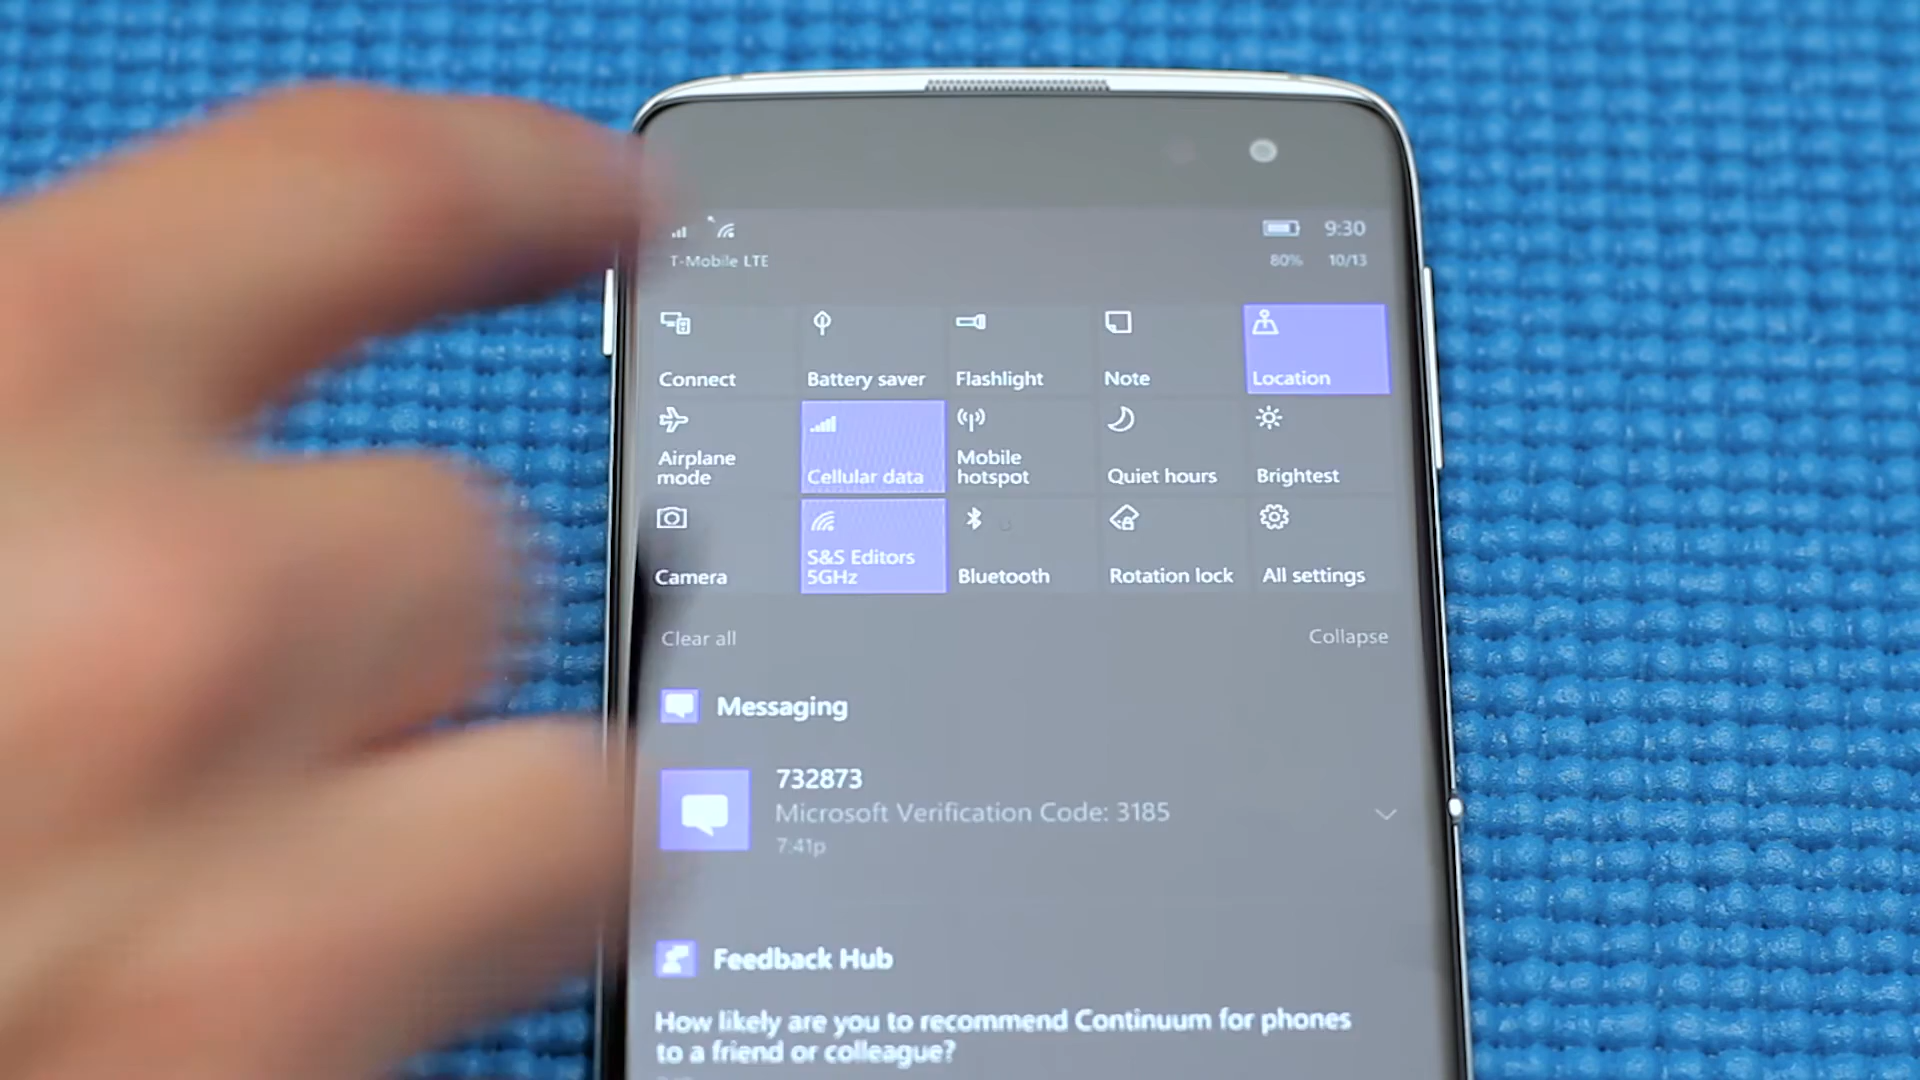 9:30
T-Mobile LTE
80% 10/13
Connect
Battery saver
Flashlight
Note
Location
Airplane
mode
Cellular data
Mobile
hotspot
Quiet hours
Brightest
Camera
S&S Editors
5GHz
Bluetooth
Rotation lock
All settings
Clear all
Collapse
Messaging
732873
Microsoft Verification Code: 3185
7:41p
Feedback Hub
How likely are you to recommend Continuum for phones
to a friend or colleague?